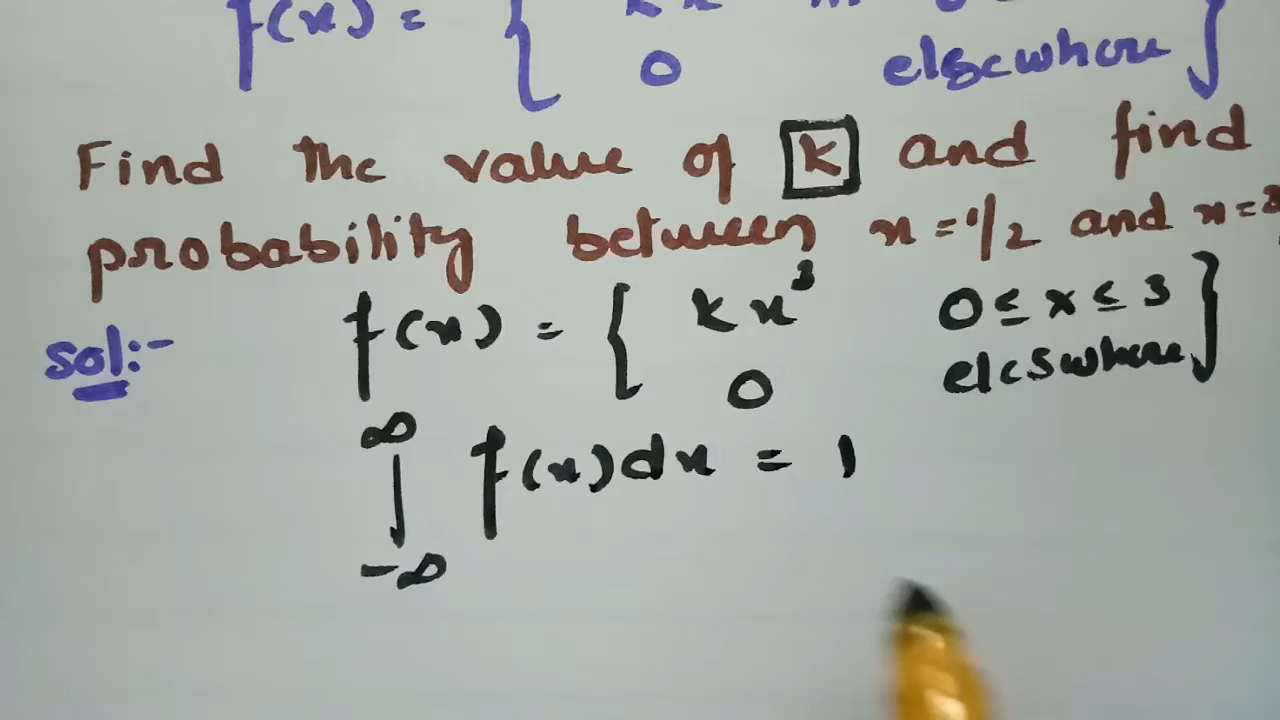 f(x) = { 0 elsewhere }
Find the value of k and find
probability between x = 1/2 and x =
Sol:- f(x) = { kx³ 0 ≤ x ≤ 3
0 elcswhere }
∞
∫ f(x)dx = 1
-∞